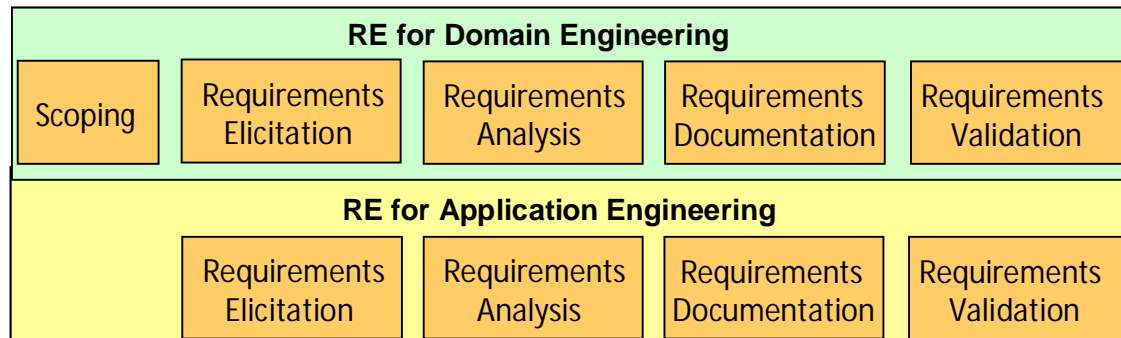 RE for Domain Engineering
Scoping
Requirements
Elicitation
Requirements
Analysis
Requirements
Documentation
Requirements
Validation
RE for Application Engineering
Requirements
Elicitation
Requirements
Analysis
Requirements
Documentation
Requirements
Validation